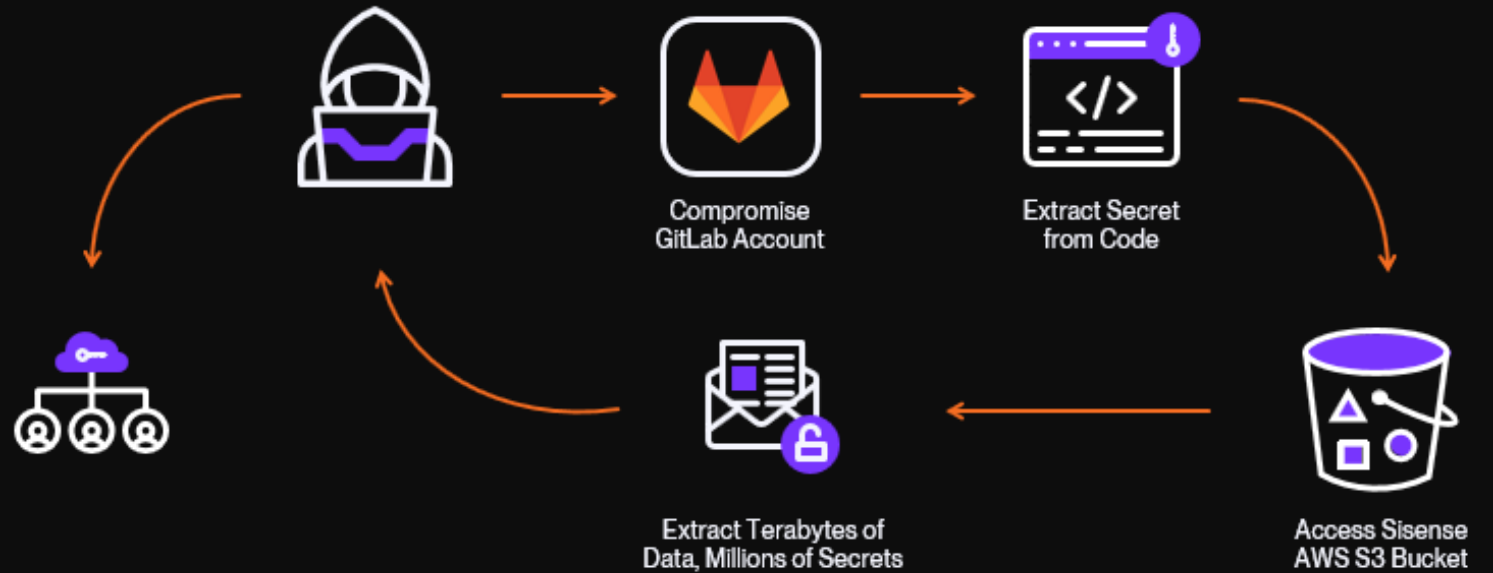 Compromise
GitLab Account
Extract Secret
from Code
Extract Terabytes of
Data, Millions of Secrets
Access Sisense
AWS S3 Bucket